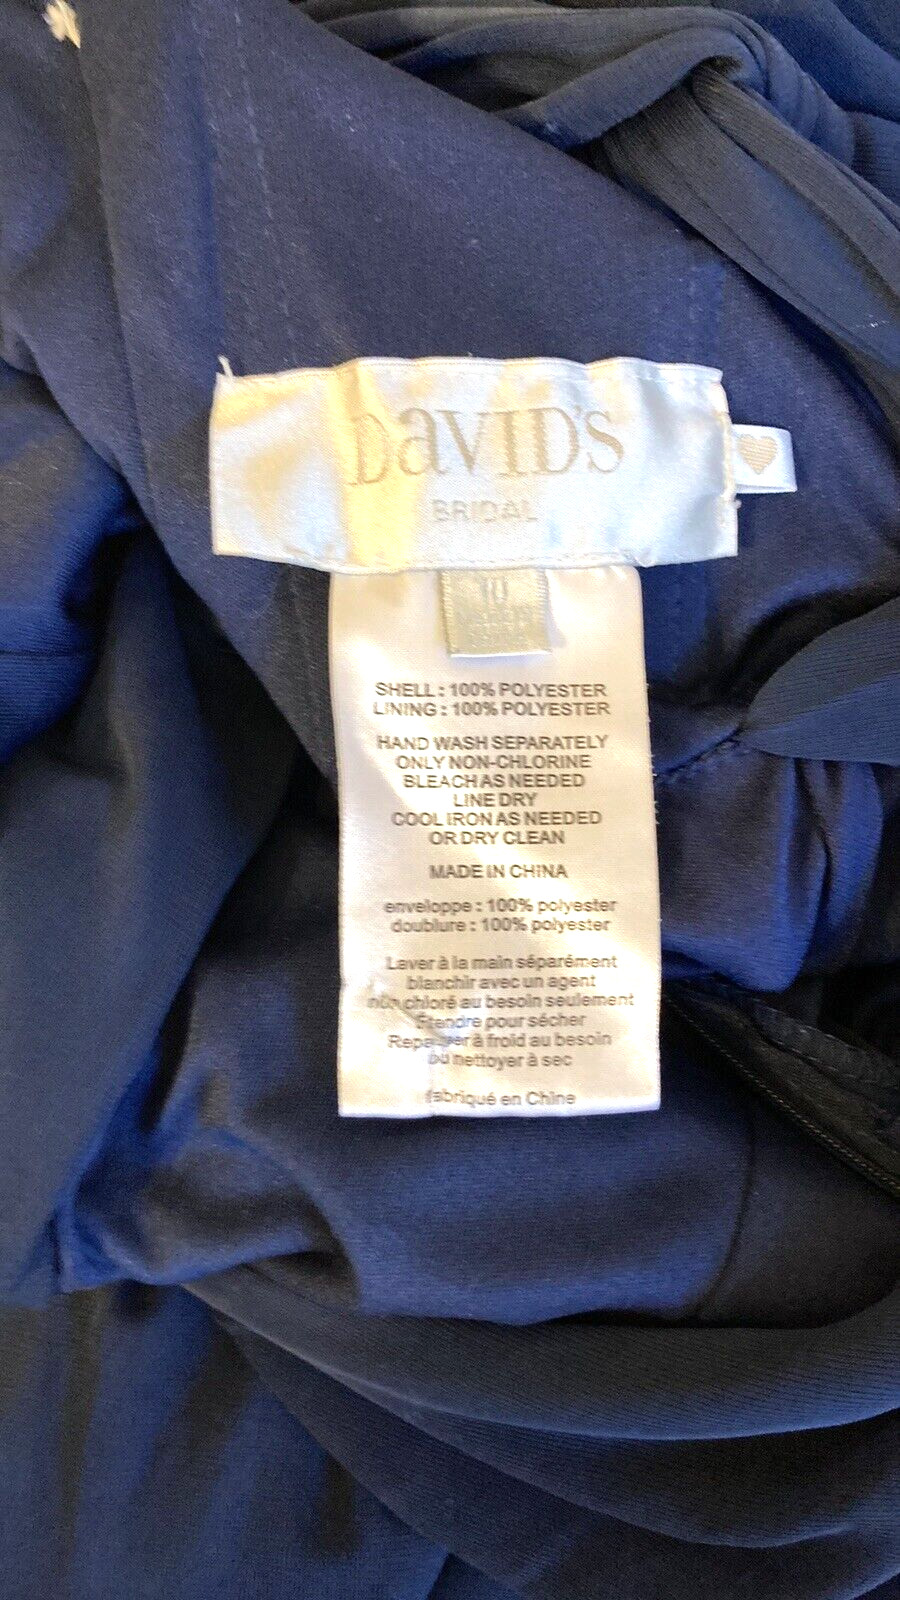 DaVID'S
BRIDAL
10
SHELL : 100% POLYESTER
LINING : 100% POLYESTER
HAND WASH SEPARATELY
ONLY NON-CHLORINE
BLEACH AS NEEDED
LINE DRY
COOL IRON AS NEEDED
OR DRY CLEAN
MADE IN CHINA
enveloppe : 100% polyester
doublure : 100% polyester
Laver à la main séparément
blanchir avec un agent
non chloré au besoin seulement
Étendre pour sécher
Repasser à froid au besoin
ou nettoyer à sec
fabriqué en Chine